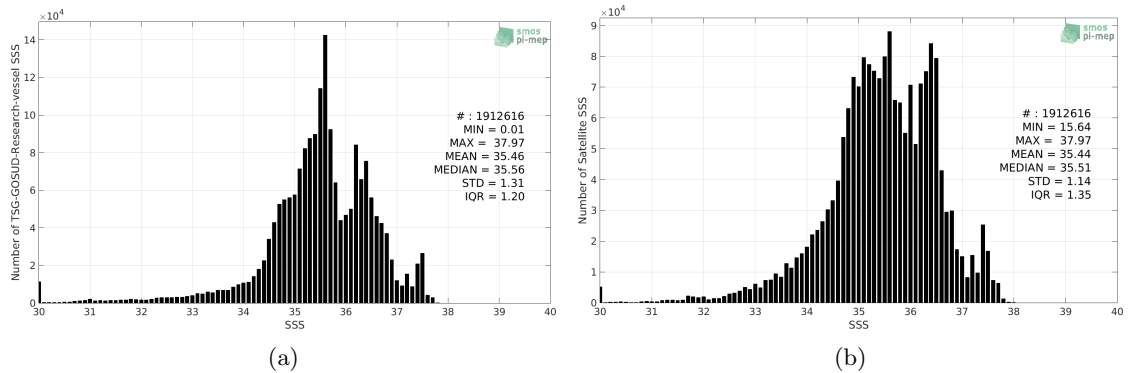 ×10⁴
14
12
10
8
6
4
2
0
Number of TSG-GOSUD-Research-vessel SSS
smos
pi-mep
# : 1912616
MIN = 0.01
MAX = 37.97
MEAN = 35.46
MEDIAN = 35.56
STD = 1.31
IQR = 1.20
30 31 32 33 34 35 36 37 38 39 40
SSS
(a)
×10⁴
9
8
7
6
5
4
3
2
1
0
Number of Satellite SSS
smos
pi-mep
# : 1912616
MIN = 15.64
MAX = 37.97
MEAN = 35.44
MEDIAN = 35.51
STD = 1.14
IQR = 1.35
30 31 32 33 34 35 36 37 38 39 40
SSS
(b)